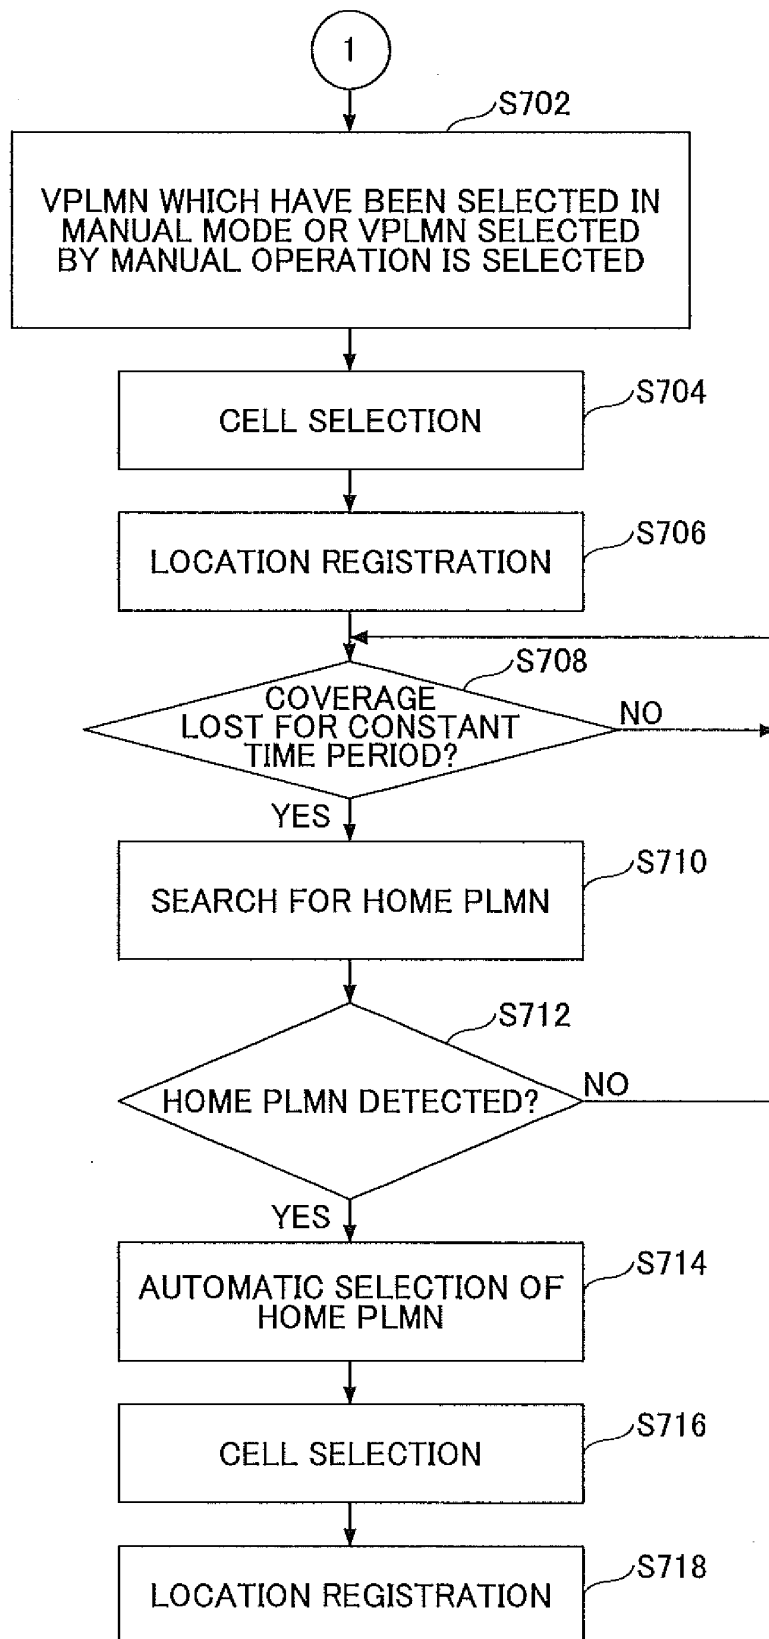 1
S702
VPLMN WHICH HAVE BEEN SELECTED IN
MANUAL MODE OR VPLMN SELECTED
BY MANUAL OPERATION IS SELECTED
S704
CELL SELECTION
S706
LOCATION REGISTRATION
S708
COVERAGE
LOST FOR CONSTANT
TIME PERIOD?
NO
YES
S710
SEARCH FOR HOME PLMN
S712
HOME PLMN DETECTED?
NO
YES
S714
AUTOMATIC SELECTION OF
HOME PLMN
S716
CELL SELECTION
S718
LOCATION REGISTRATION